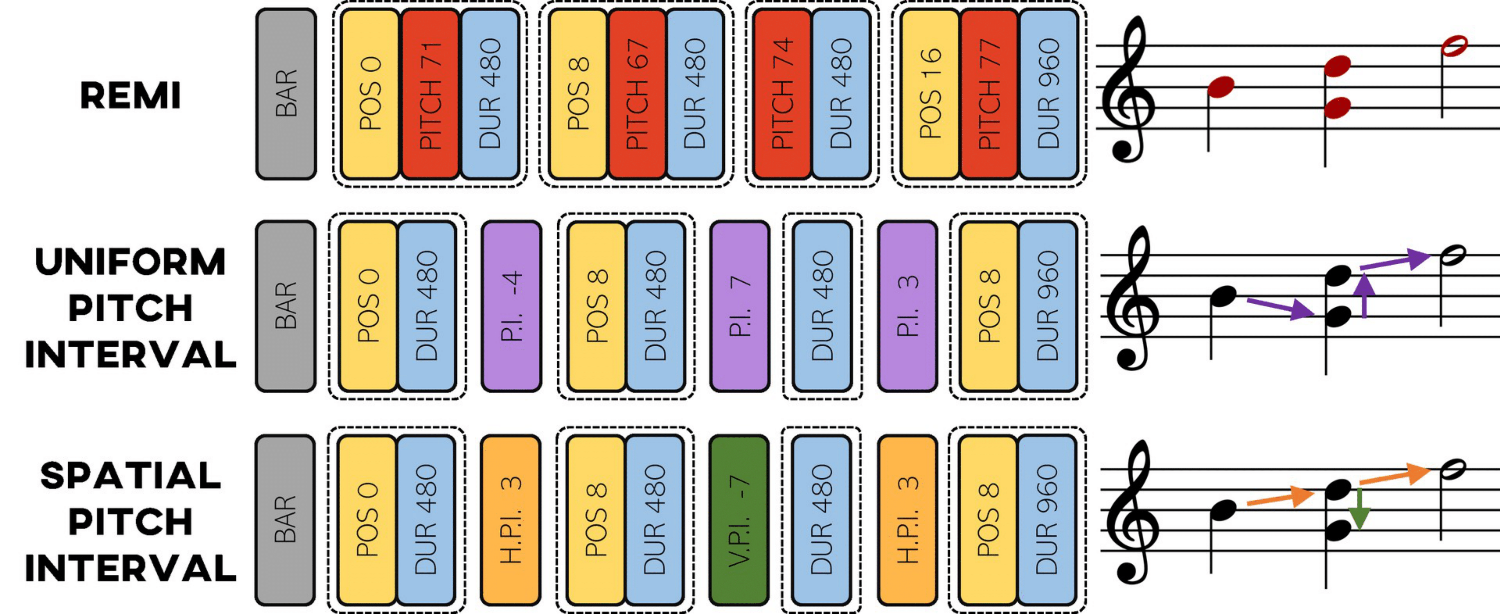 REMI
BAR
POS 0
PITCH 71
DUR 480
POS 8
PITCH 67
DUR 480
PITCH 74
DUR 480
POS 16
PITCH 77
DUR 960
UNIFORM
PITCH
INTERVAL
BAR
POS 0
DUR 480
P.I. -4
POS 8
DUR 480
P.I. 7
DUR 480
P.I. 3
POS 8
DUR 960
SPATIAL
PITCH
INTERVAL
BAR
POS 0
DUR 480
H.P.I. 3
POS 8
DUR 480
V.P.I. -7
DUR 480
H.P.I. 3
POS 8
DUR 960